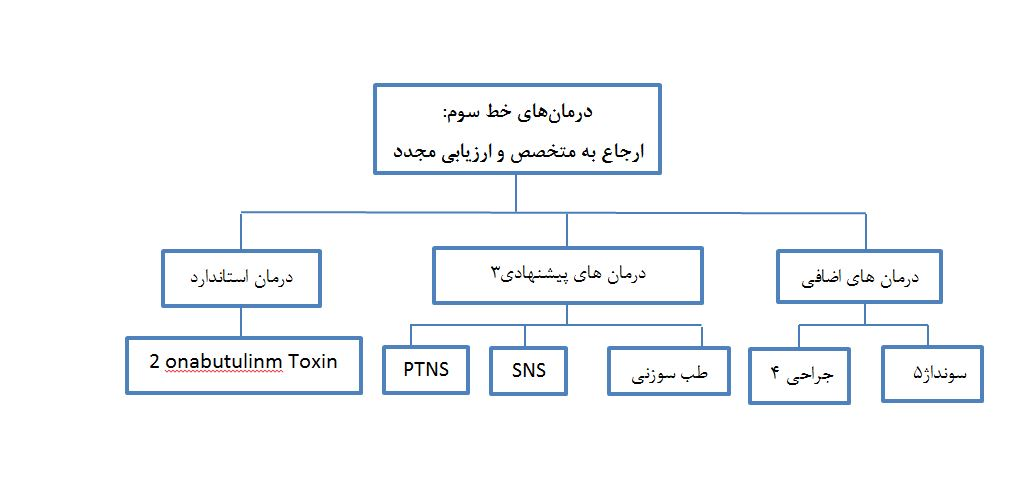 درمان‌های خط سوم:
ارجاع به متخصص و ارزیابی مجدد
درمان های اضافی
درمان های پیشنهادی۳
درمان استاندارد
سونداژ۵
جراحی ۴
طب سوزنی
SNS
PTNS
2 onabutulinm Toxin